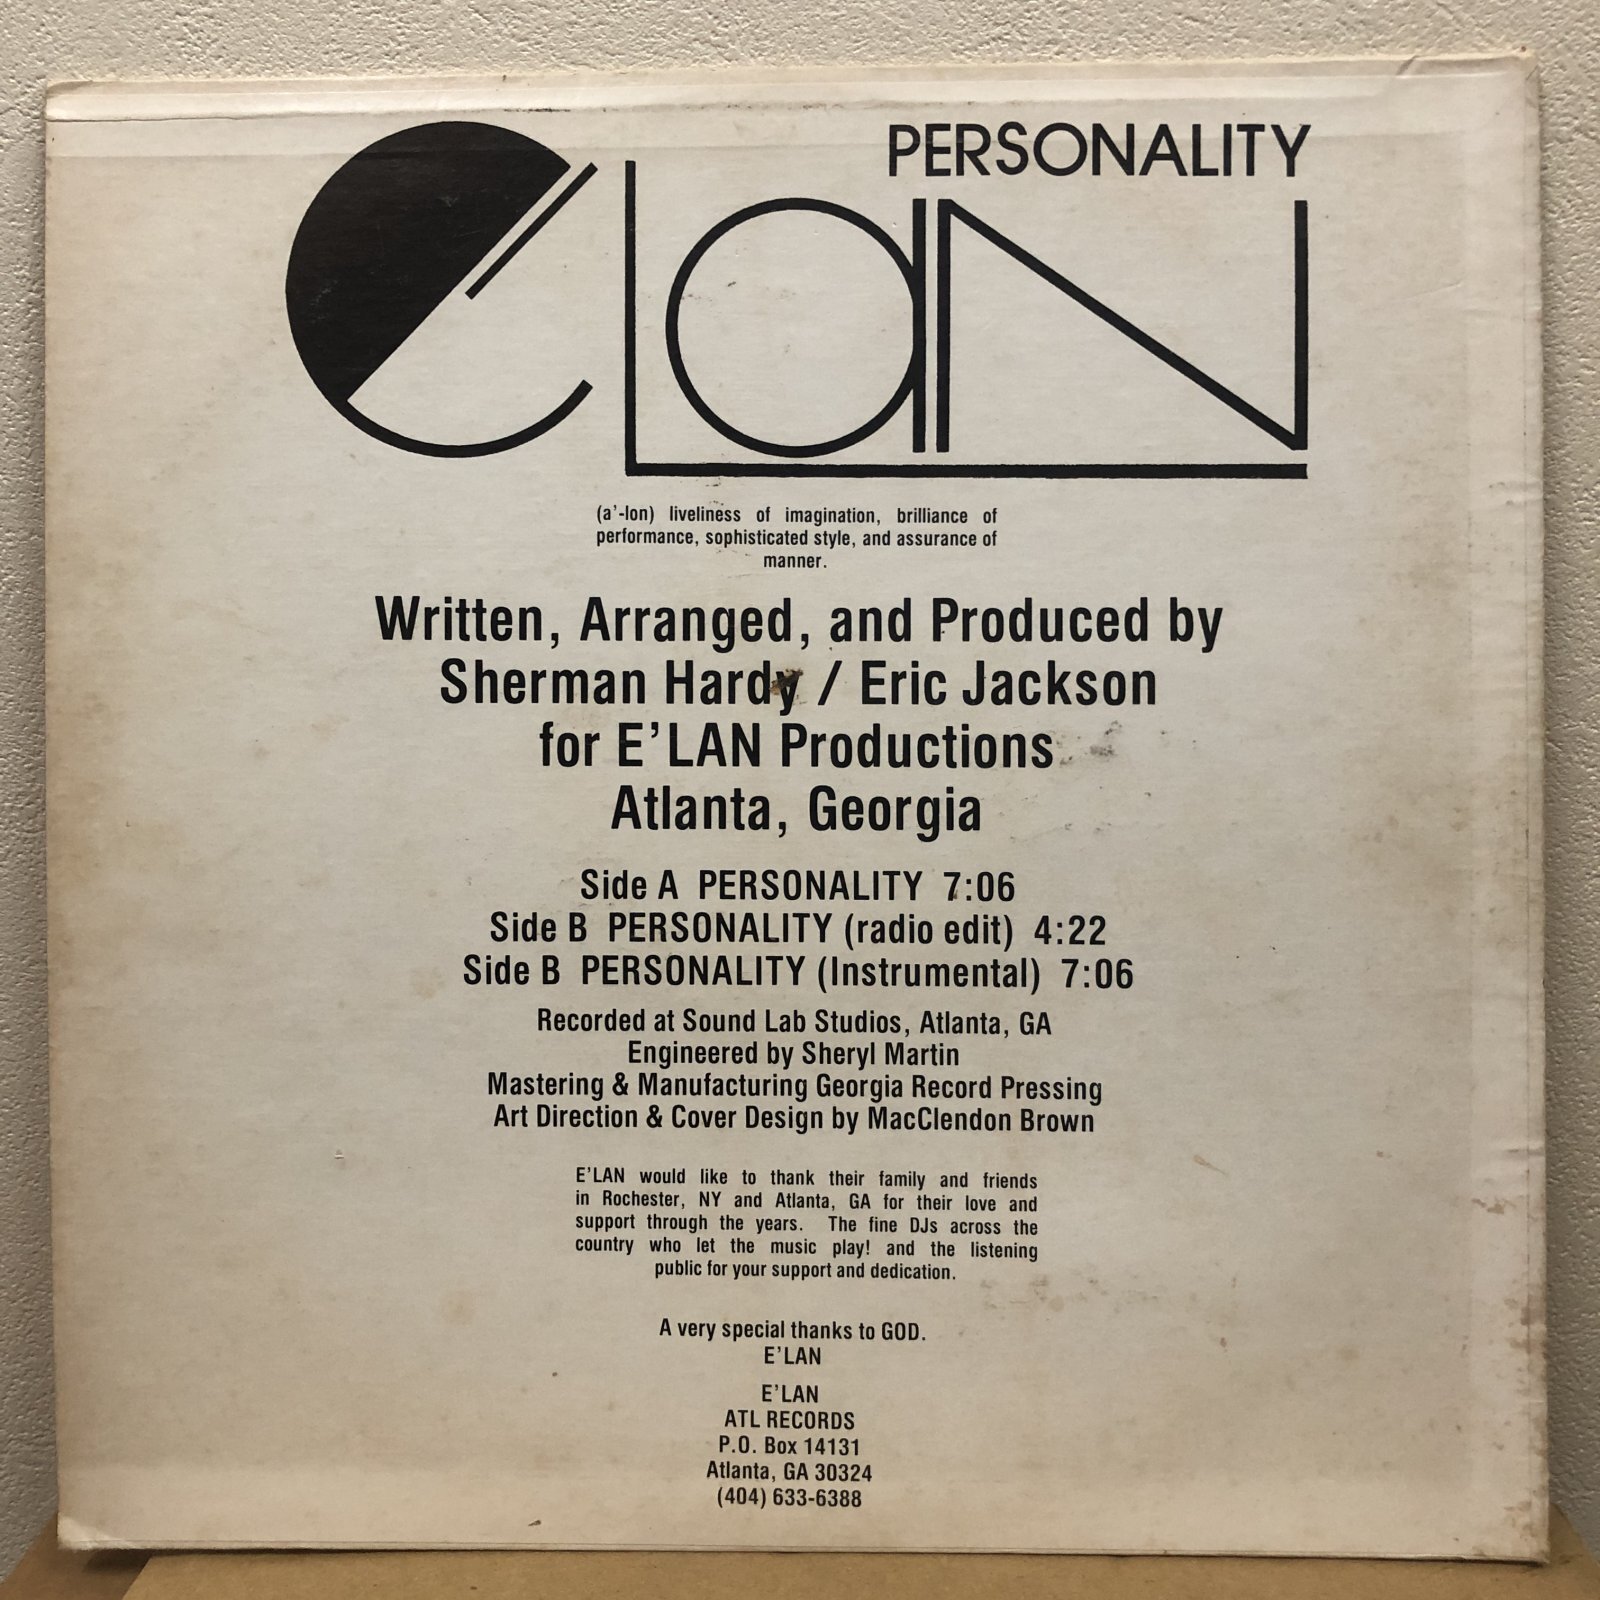 PERSONALITY
eLaN
(a'-lon) liveliness of imagination, brilliance of
performance, sophisticated style, and assurance of
manner.
Written, Arranged, and Produced by
Sherman Hardy / Eric Jackson
for E'LAN Productions
Atlanta, Georgia
Side A PERSONALITY 7:06
Side B PERSONALITY (radio edit) 4:22
Side B PERSONALITY (Instrumental) 7:06
Recorded at Sound Lab Studios, Atlanta, GA
Engineered by Sheryl Martin
Mastering & Manufacturing Georgia Record Pressing
Art Direction & Cover Design by MacClendon Brown
E'LAN would like to thank their family and friends
in Rochester, NY and Atlanta, GA for their love and
support through the years. The fine DJs across the
country who let the music play! and the listening
public for your support and dedication.
A very special thanks to GOD.
E'LAN
E'LAN
ATL RECORDS
P.O. Box 14131
Atlanta, GA 30324
(404) 633-6388